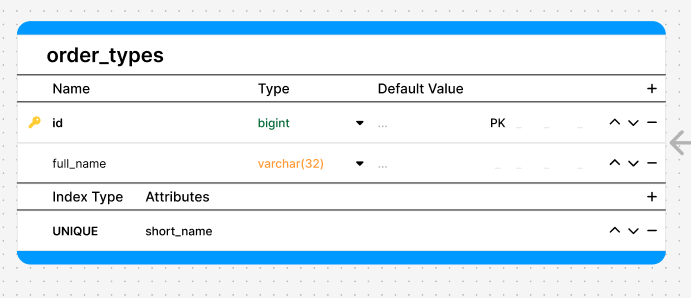 order_types
Name Type Default Value +
id bigint ... PK _ _ _
full_name varchar(32) ... _ _ _ _
Index Type Attributes +
UNIQUE short_name